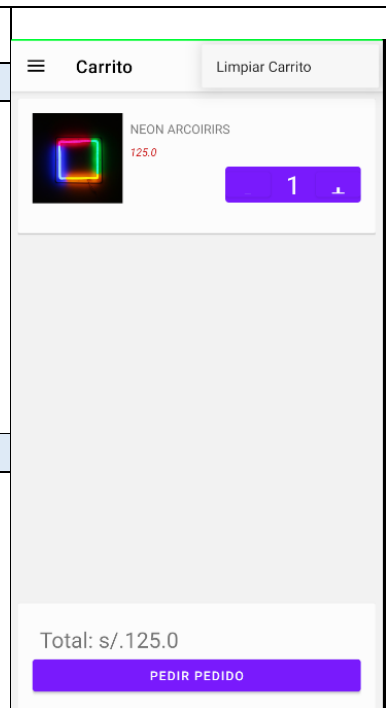 Carrito
Limpiar Carrito
NEON ARCOIRIRS
125.0
1
Total: s/.125.0
PEDIR PEDIDO